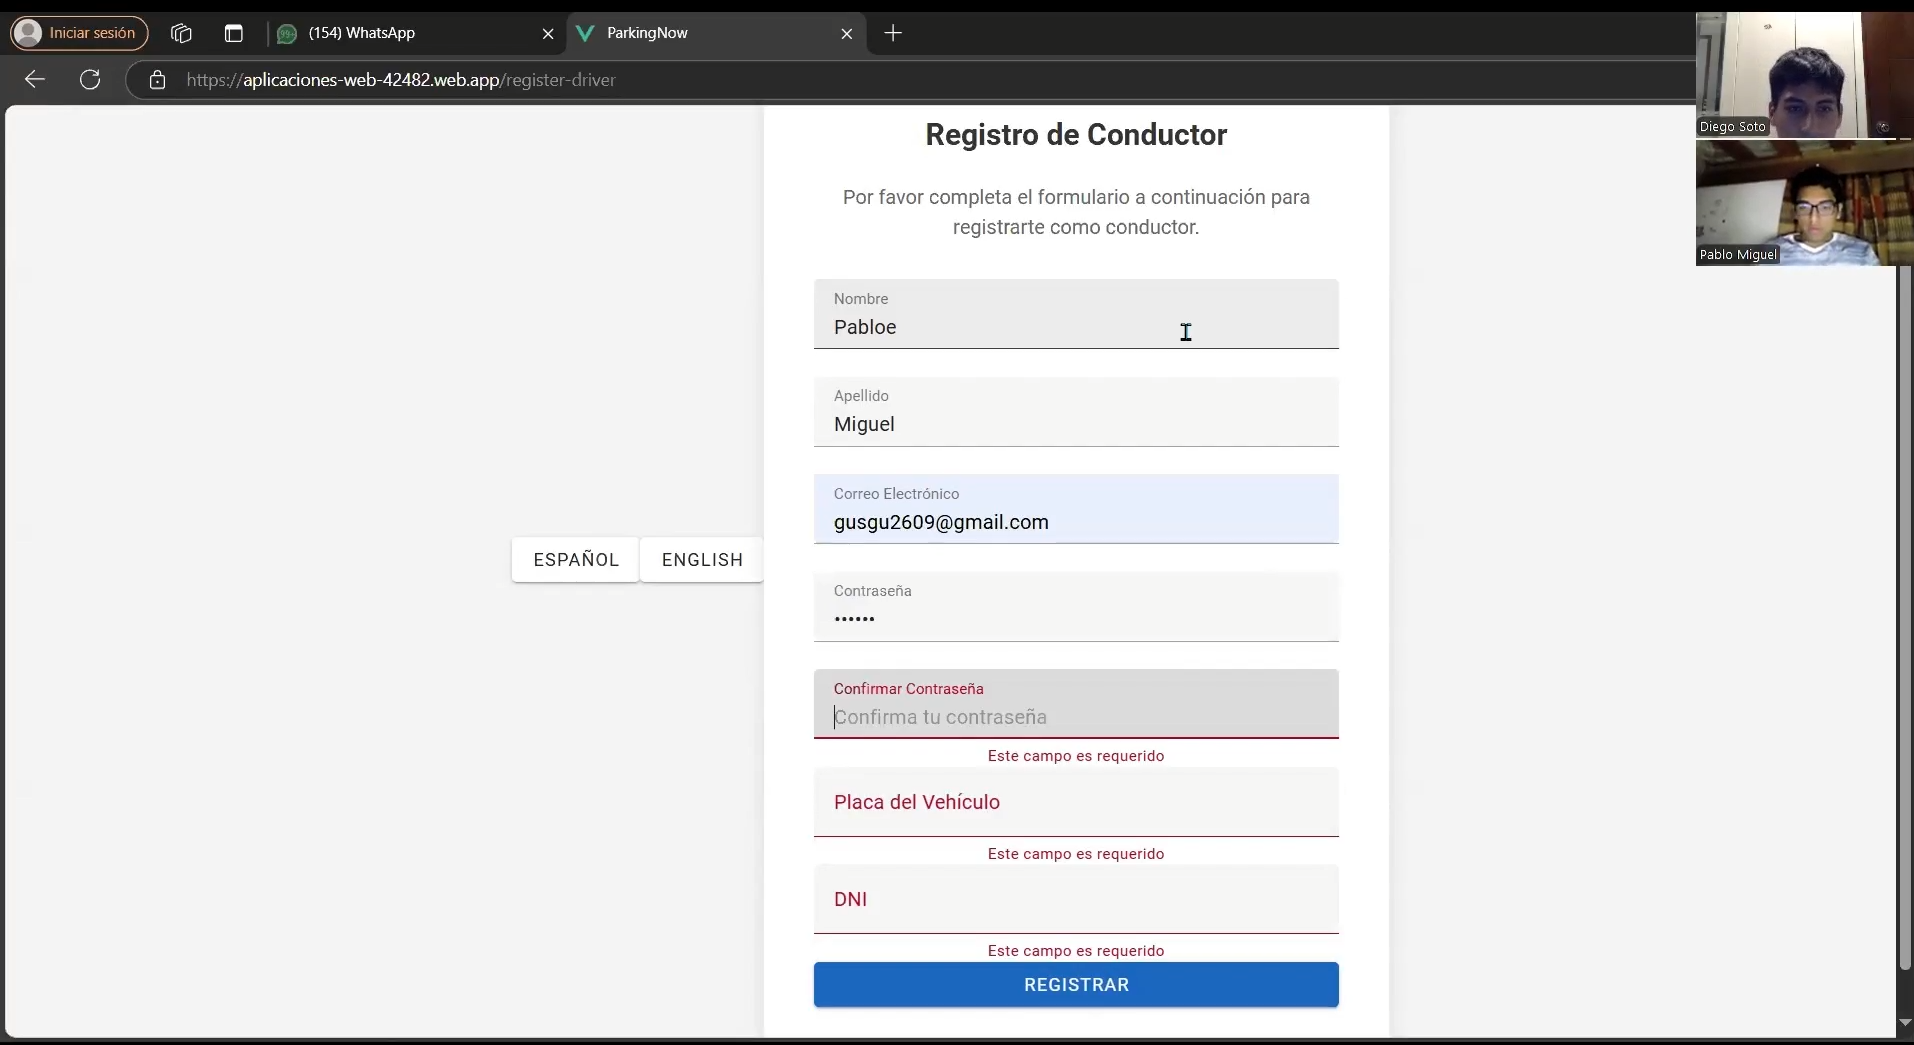 Iniciar sesión
99+
(154) WhatsApp
ParkingNow
https://aplicaciones-web-42482.web.app/register-driver
Diego Soto
Pablo Miguel
Registro de Conductor
Por favor completa el formulario a continuación para
registrarte como conductor.
Nombre
Pabloe
Apellido
Miguel
Correo Electrónico
gusgu2609@gmail.com
ESPAÑOL
ENGLISH
Contraseña
••••••
Confirmar Contraseña
Confirma tu contraseña
Este campo es requerido
Placa del Vehículo
Este campo es requerido
DNI
Este campo es requerido
REGISTRAR